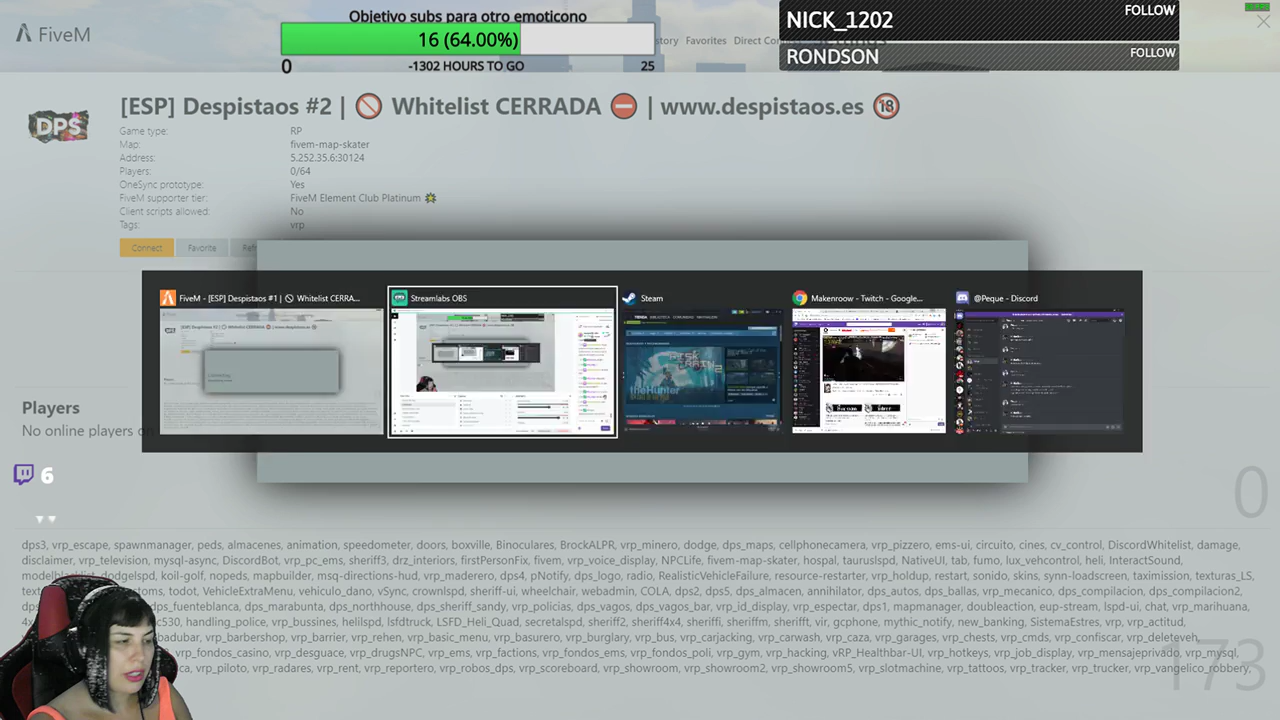 Objetivo subs para otro emoticono
16 (64.00%)
0
-1302 HOURS TO GO
25
NICK_1202
FOLLOW
RONDSON
FOLLOW
FiveM
Favorites
[ESP] Despistaos #2 | 🚫 Whitelist CERRADA ⛔ | www.despistaos.es 🔞
DPS
Game type:
RP
Map:
fivem-map-skater
Address:
5.252.35.6:30124
Players:
0/64
OneSync prototype:
Yes
FiveM supporter tier:
FiveM Element Club Platinum
Client scripts allowed:
No
Tags:
vrp
Connect
Favorite
FiveM - [ESP] Despistaos #1 | 🚫 Whitelist CERRA...
Streamlabs OBS
Steam
Makenroow - Twitch - Google...
@Peque - Discord
Players
No online players
6
0
dps3, vrp_escape, spawnmanager, peds, almacenes, animation, speedometer, doors, boxville, Binoculares, BrockALPR, vrp_minero, dodge, dps_maps, cellphonecamera, vrp_pizzero, ems-ui, circuito, cines, cv_control, DiscordWhitelist, damage,
disclaimer, vrp_television, mysql-async, DiscordBot, vrp_pc_ems, sheriff3, drz_interiors, firstPersonFix, fivem, vrp_voice_display, NPCLife, fivem-map-skater, hospal, tauruslspd, NativeUI, tab, fumo, lux_vehcontrol, heli, InteractSound,
koil-golf, nopeds, mapbuilder, msq-directions-hud, vrp_maderero, dps4, pNotify, dps_logo, radio, RealisticVehicleFailure, resource-restarter, vrp_holdup, restart, sonido, skins, synn-loadscreen, taximission, texturas_LS,
todot, VehicleExtraMenu, vehiculo_dano, vSync, crownlspd, sheriff-ui, wheelchair, webadmin, COLA, dps2, dps5, dps_almacen, annihilator, dps_autos, dps_ballas, vrp_mecanico, dps_compilacion, dps_compilacion2,
dps_fuenteblanca, dps_marabunta, dps_northhouse, dps_sheriff_sandy, vrp_policias, dps_vagos, dps_vagos_bar, vrp_id_display, vrp_espectar, dps1, mapmanager, doubleaction, eup-stream, lspd-ui, chat, vrp_marihuana,
handling_police, vrp_bussines, helilspd, lsfdtruck, LSFD_Heli_Quad, secretalspd, sheriff2, sheriff4x4, sheriffi, sheriffm, sheriftt, vir, gcphone, mythic_notify, new_banking, SistemaEstres, vrp, vrp_actitud,
vrp_barbershop, vrp_barrier, vrp_rehen, vrp_basic_menu, vrp_basurero, vrp_burglary, vrp_bus, vrp_carjacking, vrp_carwash, vrp_caza, vrp_garages, vrp_chests, vrp_cmds, vrp_confiscar, vrp_deleteveh,
vrp_fondos_casino, vrp_desguace, vrp_drugsNPC, vrp_ems, vrp_factions, vrp_fondos_ems, vrp_fondos_poli, vrp_gym, vrp_hacking, vRP_Healthbar-UI, vrp_hotkeys, vrp_job_display, vrp_mensajeprivado, vrp_mysql,
vrp_piloto, vrp_radares, vrp_rent, vrp_reportero, vrp_robos_dps, vrp_scoreboard, vrp_showroom, vrp_showroom2, vrp_showroom5, vrp_slotmachine, vrp_tattoos, vrp_tracker, vrp_trucker, vrp_vangelico_robbery,
173